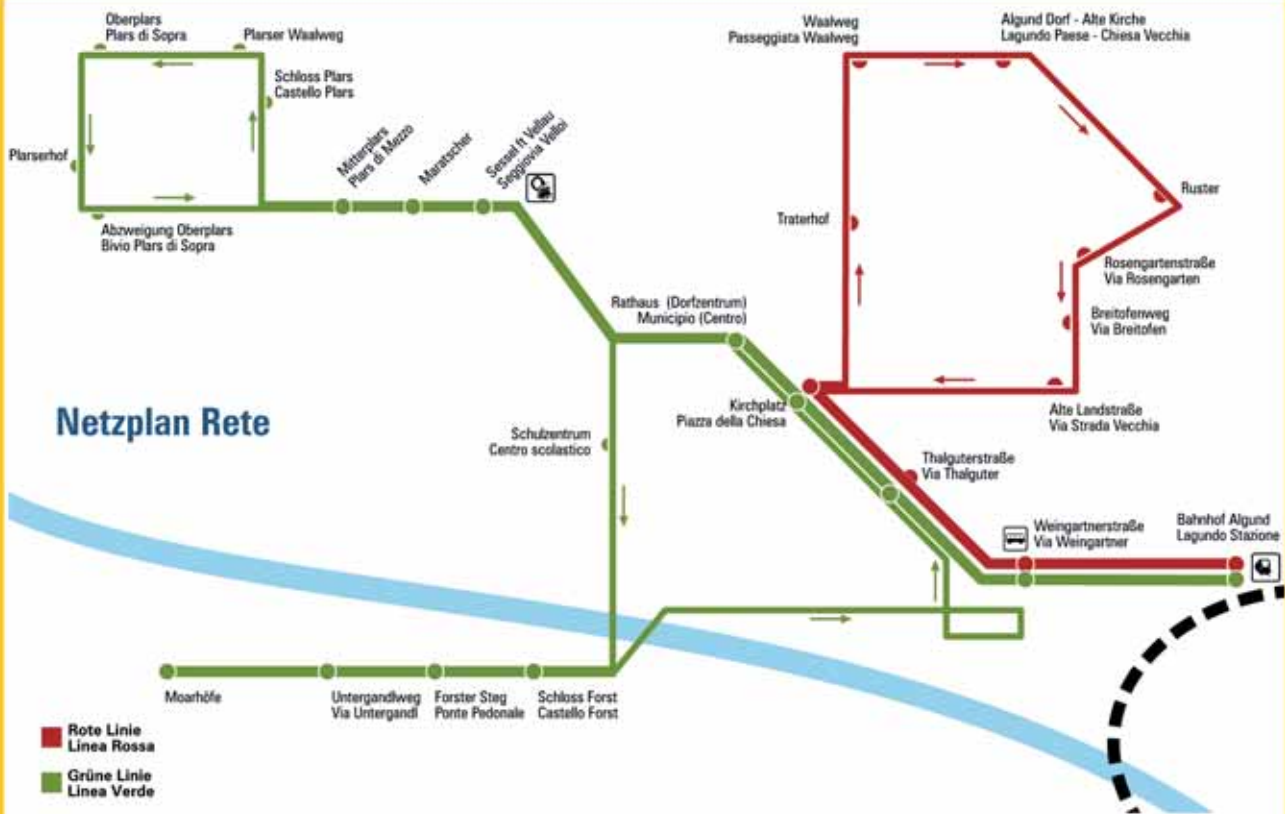 Oberplars
Plars di Sopra
Plarser Waalweg
Schloss Plars
Castello Plars
Plarserhof
Abzweigung Oberplars
Bivio Plars di Sopra
Mitterplars
Plars di Mezzo
Maratscher
Sessel ft Vellau
Seggiovia Velloi
Waalweg
Passeggiata Waalweg
Algund Dorf - Alte Kirche
Lagundo Paese - Chiesa Vecchia
Ruster
Traterhof
Rosengartenstraße
Via Rosengarten
Breitofenweg
Via Breitofen
Rathaus (Dorfzentrum)
Municipio (Centro)
Kirchplatz
Piazza della Chiesa
Alte Landstraße
Via Strada Vecchia
Netzplan Rete
Schulzentrum
Centro scolastico
Thalguterstraße
Via Thalguter
Weingartnerstraße
Via Weingartner
Bahnhof Algund
Lagundo Stazione
Moarhöfe
Untergandlweg
Via Untergandl
Forster Steg
Ponte Pedonale
Schloss Forst
Castello Forst
Rote Linie
Linea Rossa
Grüne Linie
Linea Verde